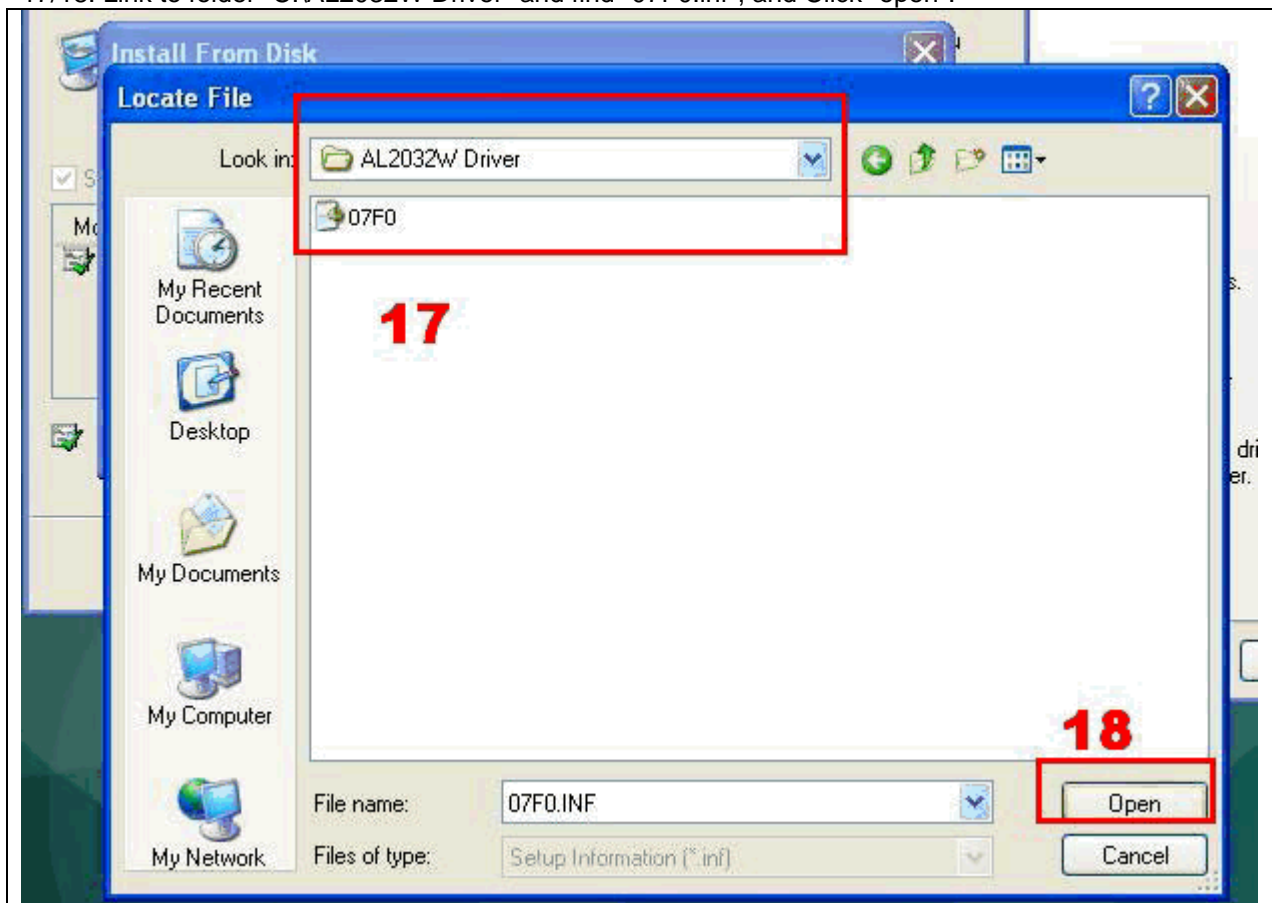 Install From Disk
Locate File
Look in:
AL2032W Driver
07F0
My Recent
Documents
17
Desktop
My Documents
My Computer
18
File name:
07F0.INF
Open
My Network
Files of type:
Setup Information (*.inf)
Cancel